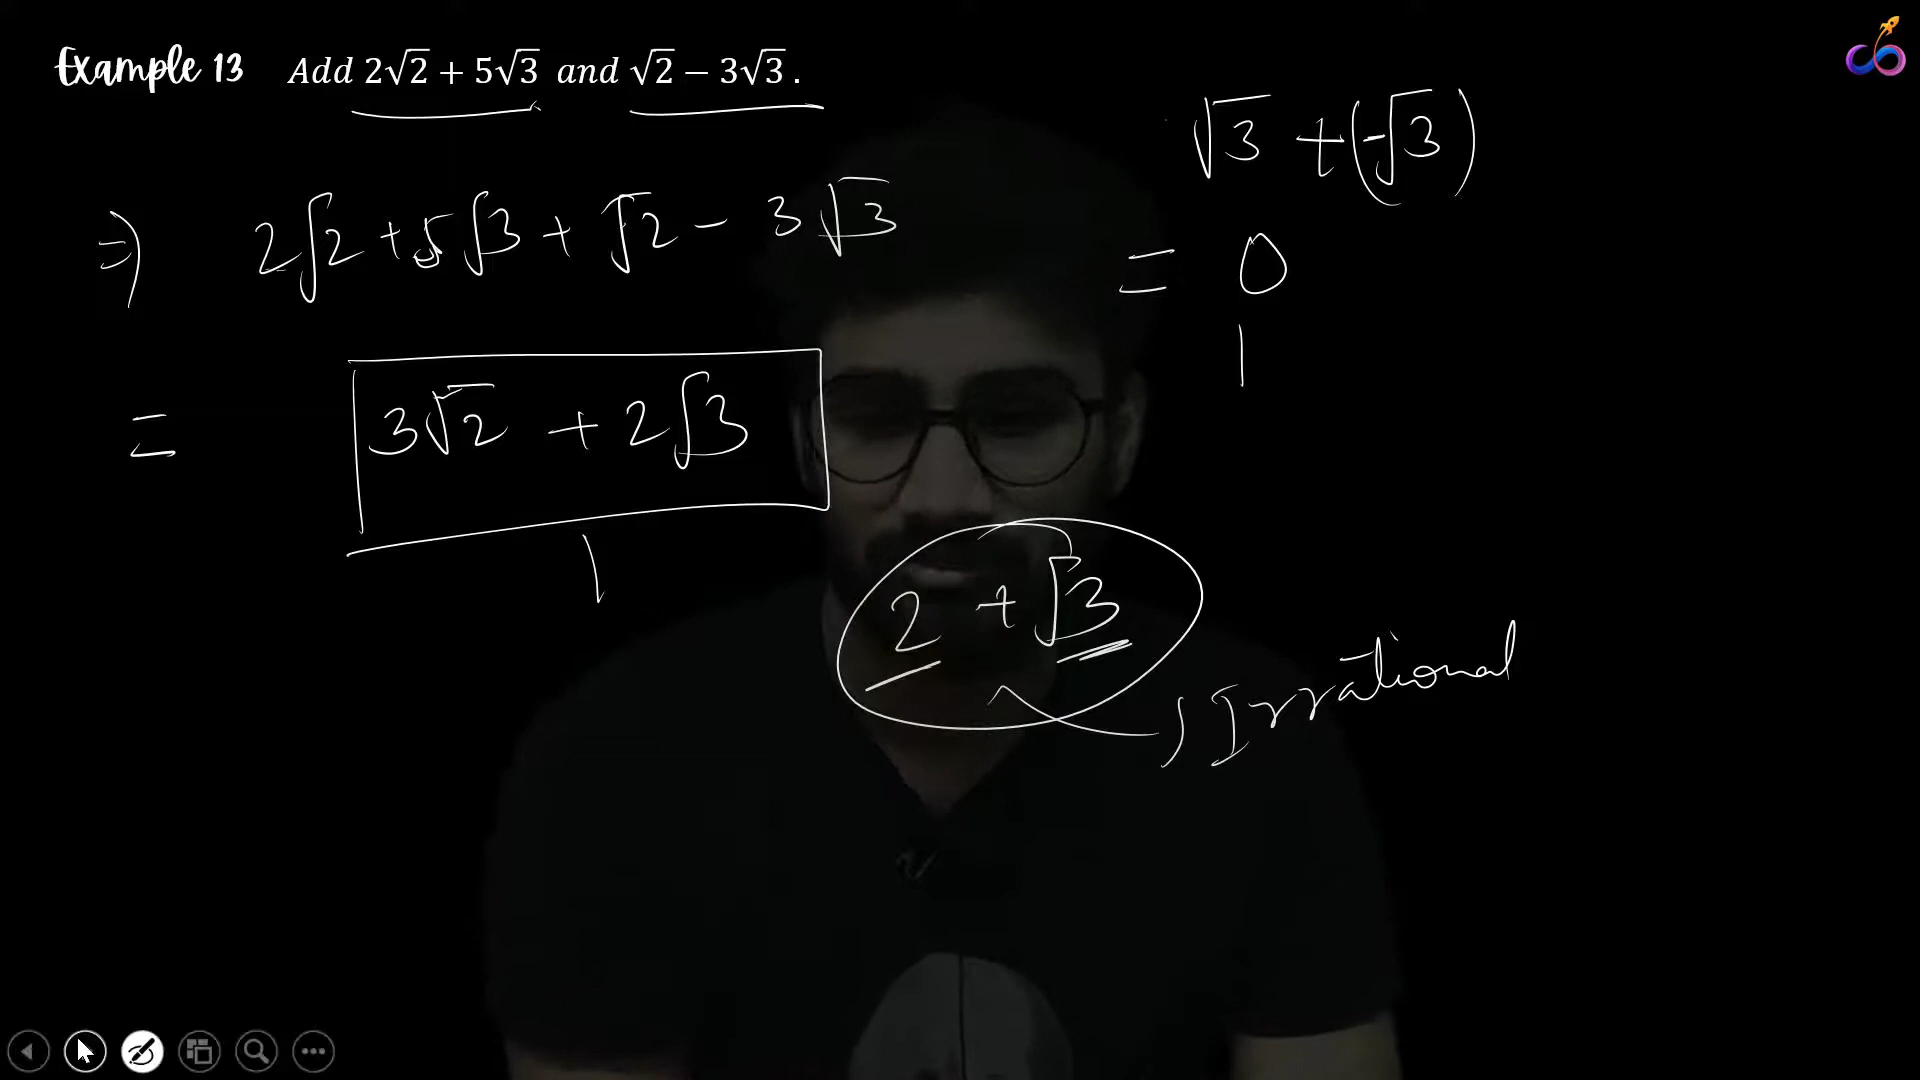 Example 13 Add 2√2 + 5√3 and √2 − 3√3 .
√3 + (-√3)
= 0
⇒ 2√2 + 5√3 + √2 − 3√3
= 3√2 + 2√3
2 + √3
Irrational